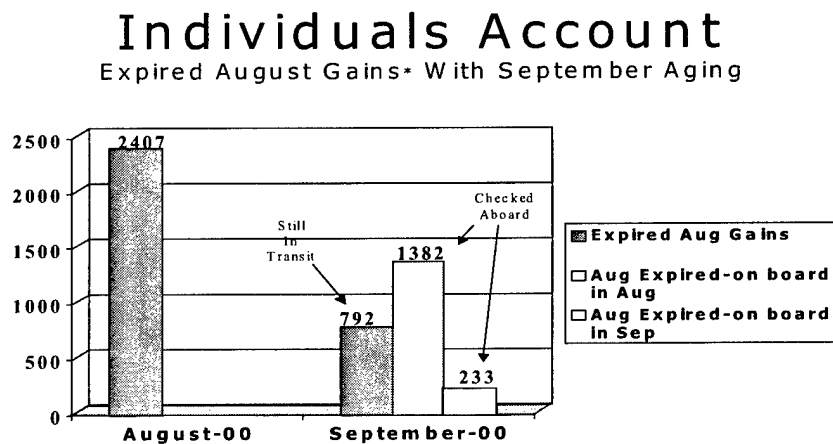 Individuals Account
Expired August Gains* With September Aging
2500
2000
1500
1000
500
0
2407
Still
In
Transit
792
1382
Checked
Aboard
233
August-00
September-00
Expired Aug Gains
Aug Expired-on board
in Aug
Aug Expired-on board
in Sep